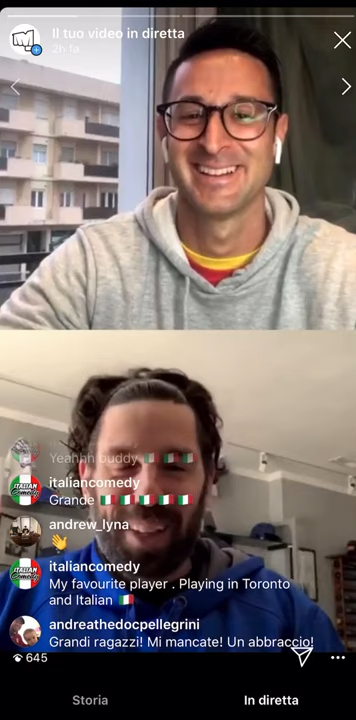 Il tuo video in diretta
2h fa
Yeahhh buddy 🇮🇹 🇮🇹 🇮🇹
italiancomedy
Grande 🇮🇹 🇮🇹 🇮🇹 🇮🇹 🇮🇹
andrew_lyna
👋
italiancomedy
My favourite player . Playing in Toronto
and Italian 🇮🇹
andreathedocpellegrini
Grandi ragazzi! Mi mancate! Un abbraccio!
645
Storia
In diretta